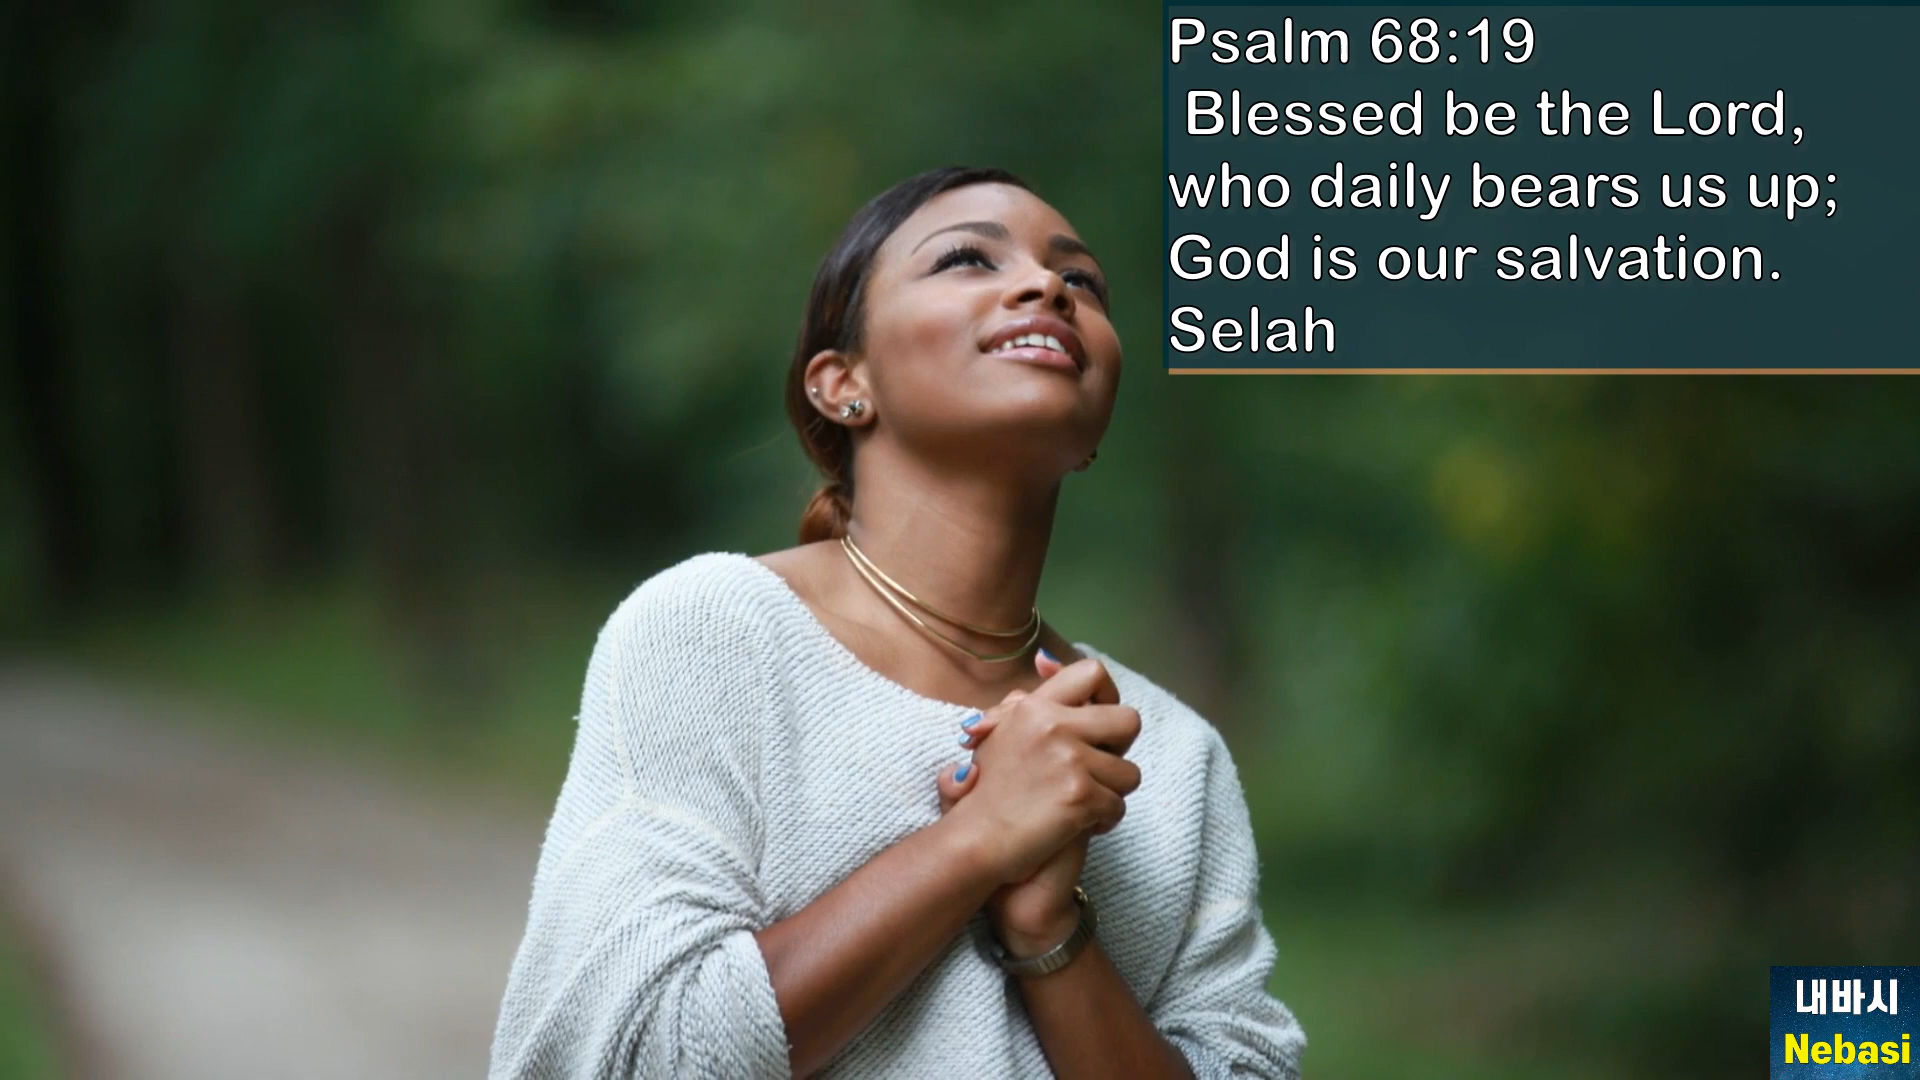 Psalm 68:19
Blessed be the Lord,
who daily bears us up;
God is our salvation.
Selah
내바시
Nebasi